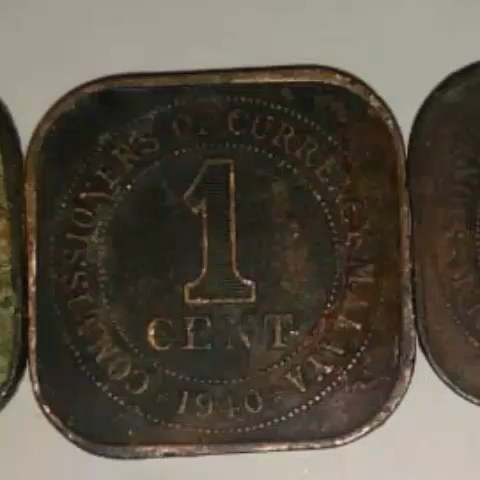 COMMISSIONERS OF CURRENCY MALAYA
1
CENT
1940